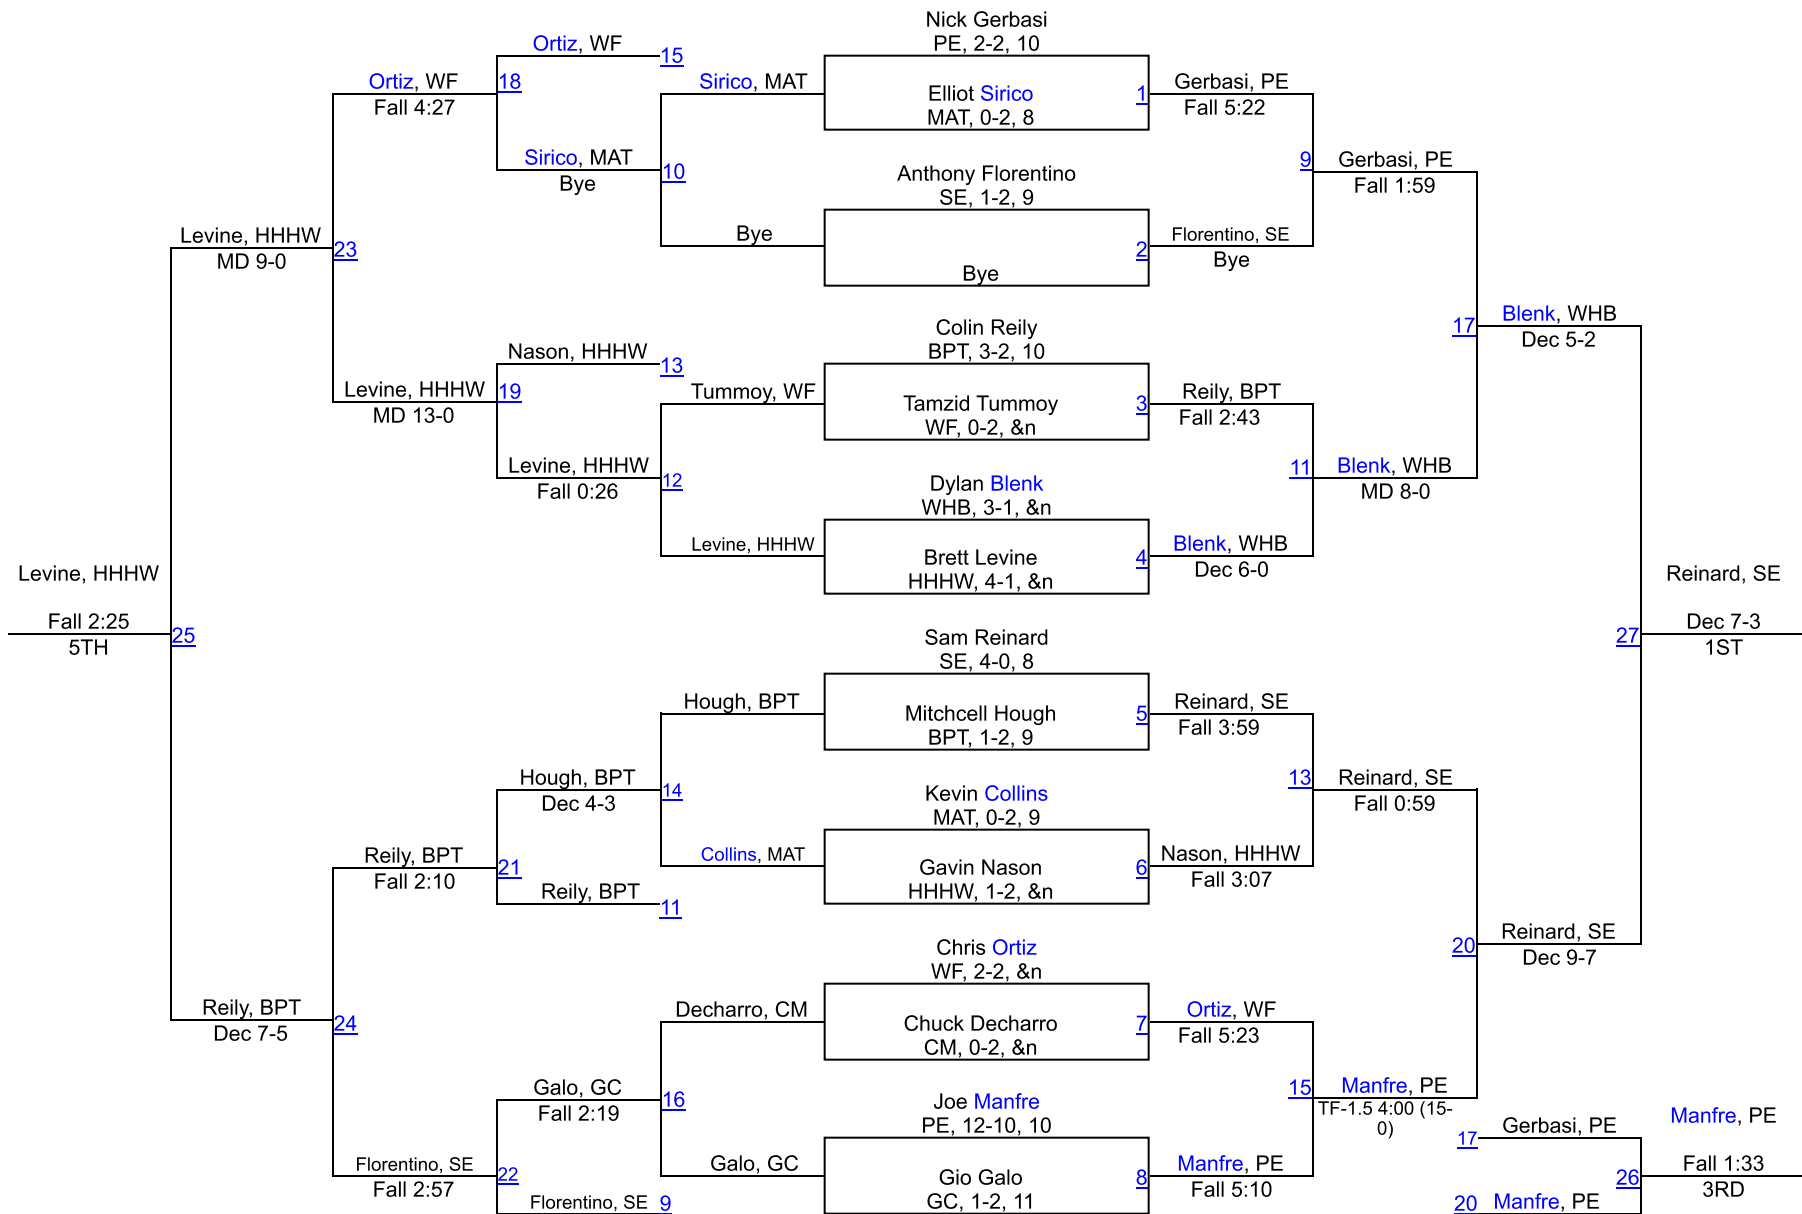 Nick Gerbasi
PE, 2-2, 10
Ortiz, WF
15
Ortiz, WF
18
Sirico, MAT
Elliot Sirico
1
Gerbasi, PE
Fall 4:27
MAT, 0-2, 8
Fall 5:22
Sirico, MAT
10
Anthony Florentino
9
Gerbasi, PE
Bye
SE, 1-2, 9
Fall 1:59
Levine, HHHW
23
Bye
2
Florentino, SE
MD 9-0
Bye
Bye
Colin Reily
17
Blenk, WHB
Nason, HHHW
13
BPT, 3-2, 10
Dec 5-2
Levine, HHHW
19
Tummoy, WF
Tamzid Tummoy
3
Reily, BPT
MD 13-0
WF, 0-2, &n
Fall 2:43
Levine, HHHW
12
Dylan Blenk
11
Blenk, WHB
Fall 0:26
WHB, 3-1, &n
MD 8-0
Levine, HHHW
Brett Levine
4
Blenk, WHB
HHHW, 4-1, &n
Dec 6-0
Levine, HHHW
Reinard, SE
Fall 2:25
25
Sam Reinard
27
Dec 7-3
5TH
SE, 4-0, 8
1ST
Hough, BPT
Mitchcell Hough
5
Reinard, SE
BPT, 1-2, 9
Fall 3:59
Hough, BPT
14
Kevin Collins
13
Reinard, SE
Dec 4-3
MAT, 0-2, 9
Fall 0:59
Reily, BPT
21
Collins, MAT
Gavin Nason
6
Nason, HHHW
Fall 2:10
HHHW, 1-2, &n
Fall 3:07
Reily, BPT
11
Chris Ortiz
20
Reinard, SE
WF, 2-2, &n
Dec 9-7
Reily, BPT
24
Decharro, CM
Chuck Decharro
7
Ortiz, WF
Dec 7-5
CM, 0-2, &n
Fall 5:23
Galo, GC
16
Joe Manfre
15
Manfre, PE
Fall 2:19
PE, 12-10, 10
TF-1.5 4:00 (15-
0)
Manfre, PE
17
Gerbasi, PE
Florentino, SE
22
Galo, GC
Gio Galo
8
Manfre, PE
26
Fall 1:33
Fall 2:57
GC, 1-2, 11
Fall 5:10
3RD
Florentino, SE
9
20
Manfre, PE